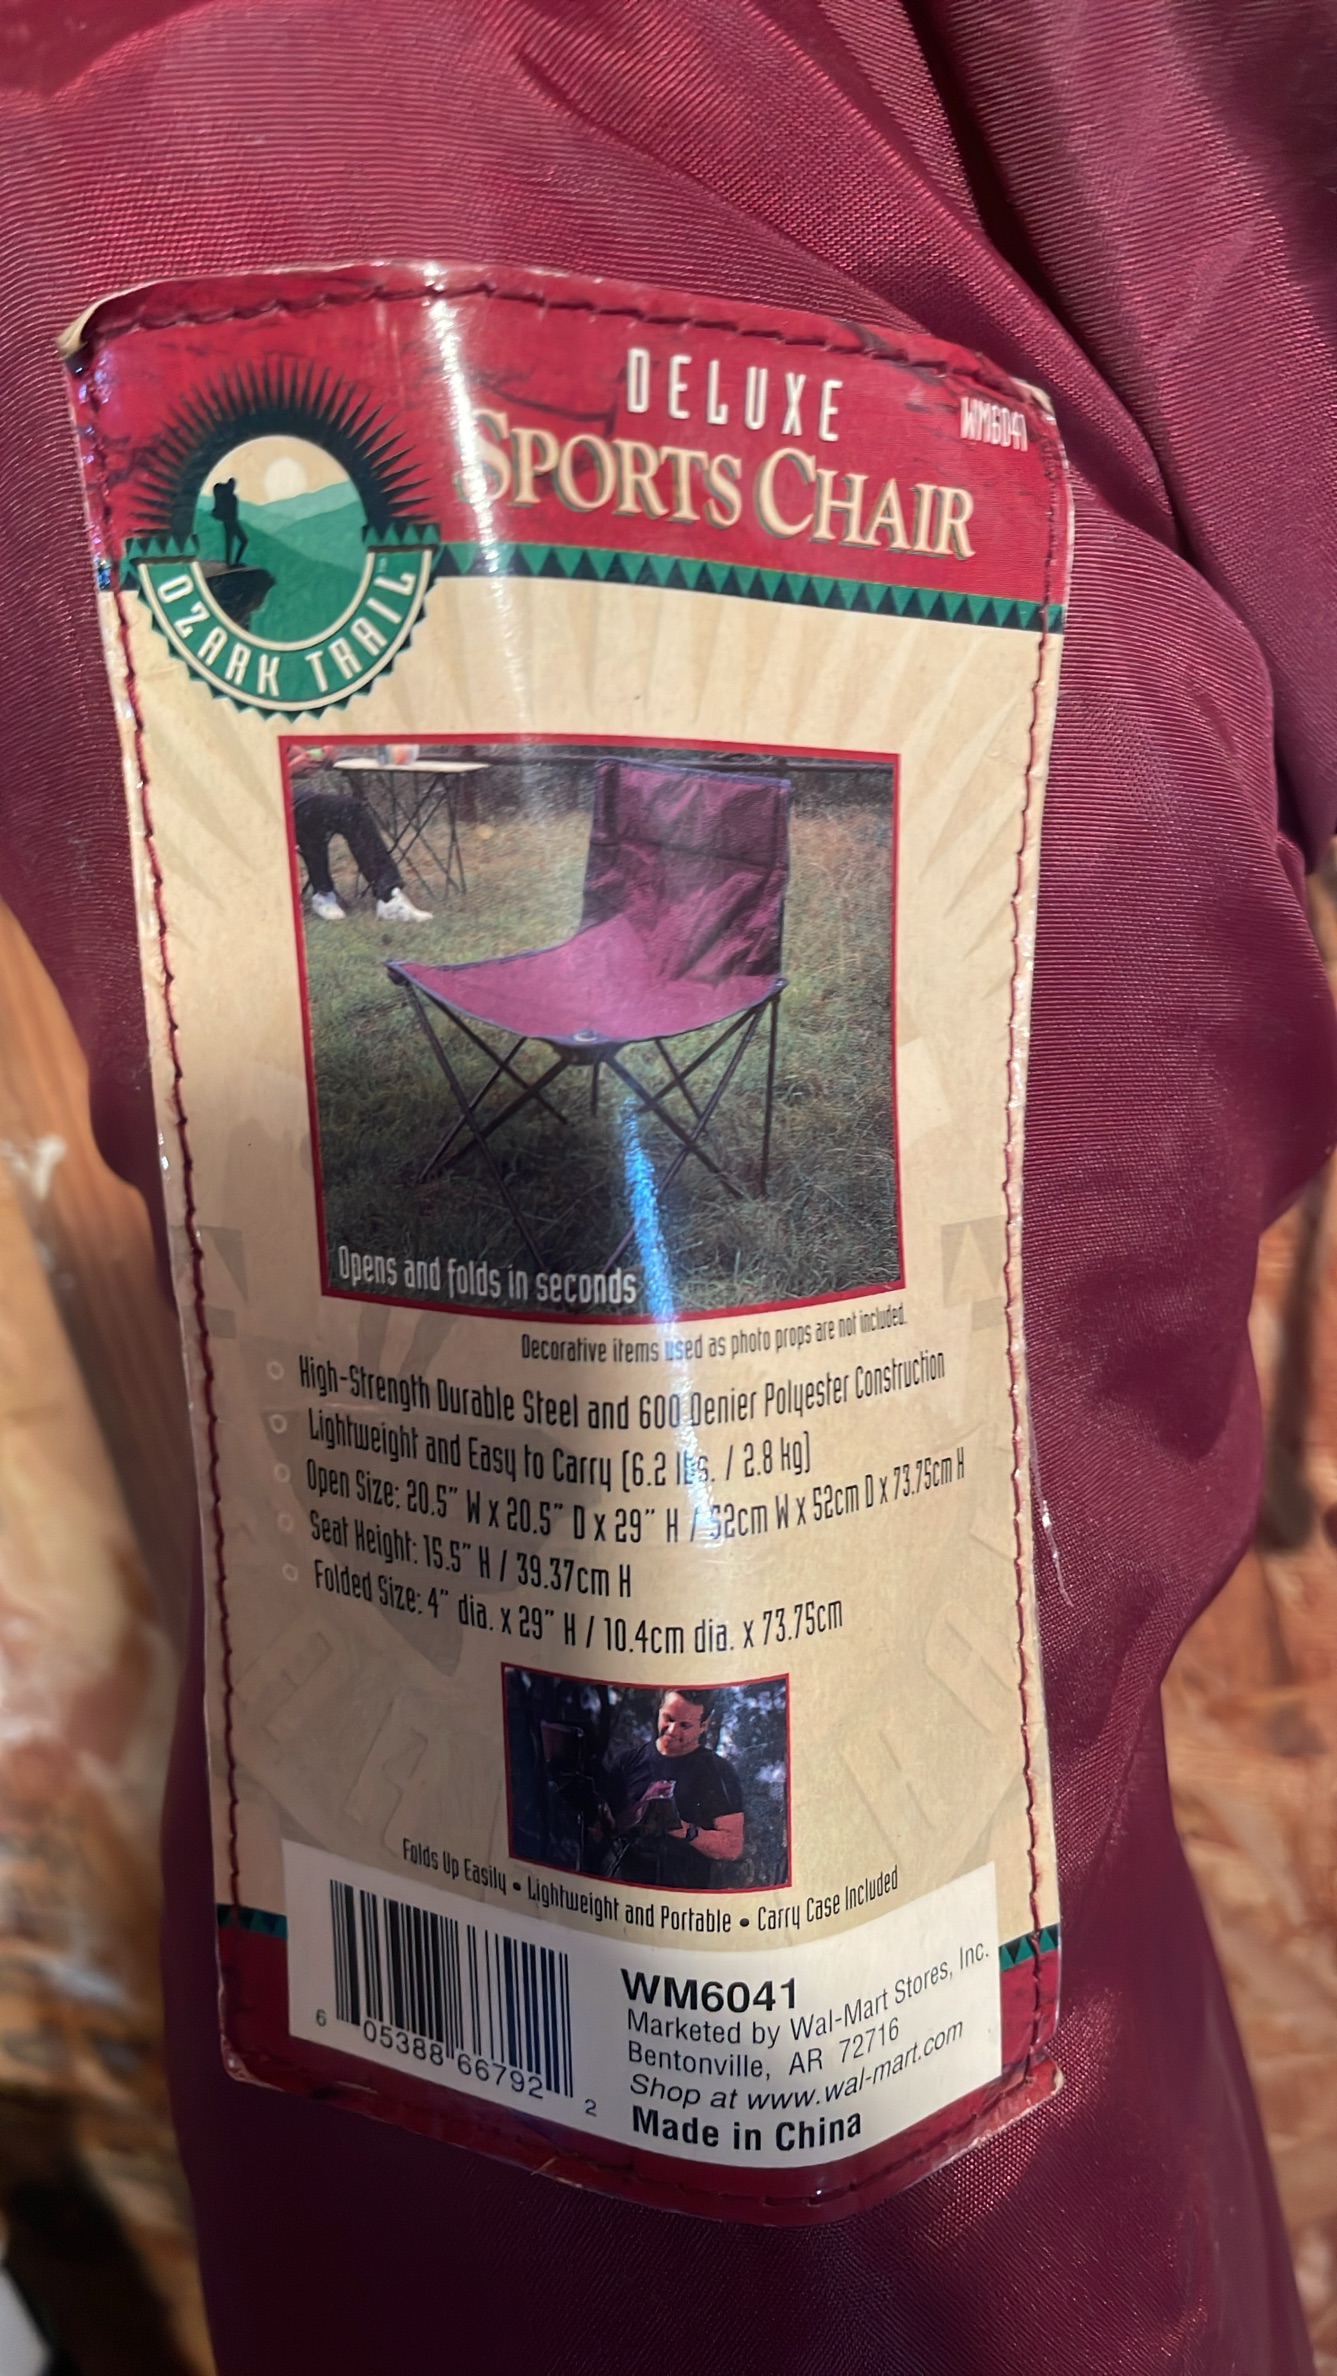 DELUXE
WM6041
SPORTS CHAIR
OZARK TRAIL™
Opens and folds in seconds
Decorative items used as photo props are not included.
High-Strength Durable Steel and 600 Denier Polyester Construction
Lightweight and Easy to Carry (6.2 lbs. / 2.8 kg)
Open Size: 20.5" W x 20.5" D x 29" H / 52cm W x 52cm D x 73.75cm H
Seat Height: 15.5" H / 39.37cm H
Folded Size: 4" dia. x 29" H / 10.4cm dia. x 73.75cm
Folds Up Easily • Lightweight and Portable • Carry Case Included
6 05388 66792 2
WM6041
Marketed by Wal-Mart Stores, Inc.
Bentonville, AR 72716
Shop at www.wal-mart.com
Made in China